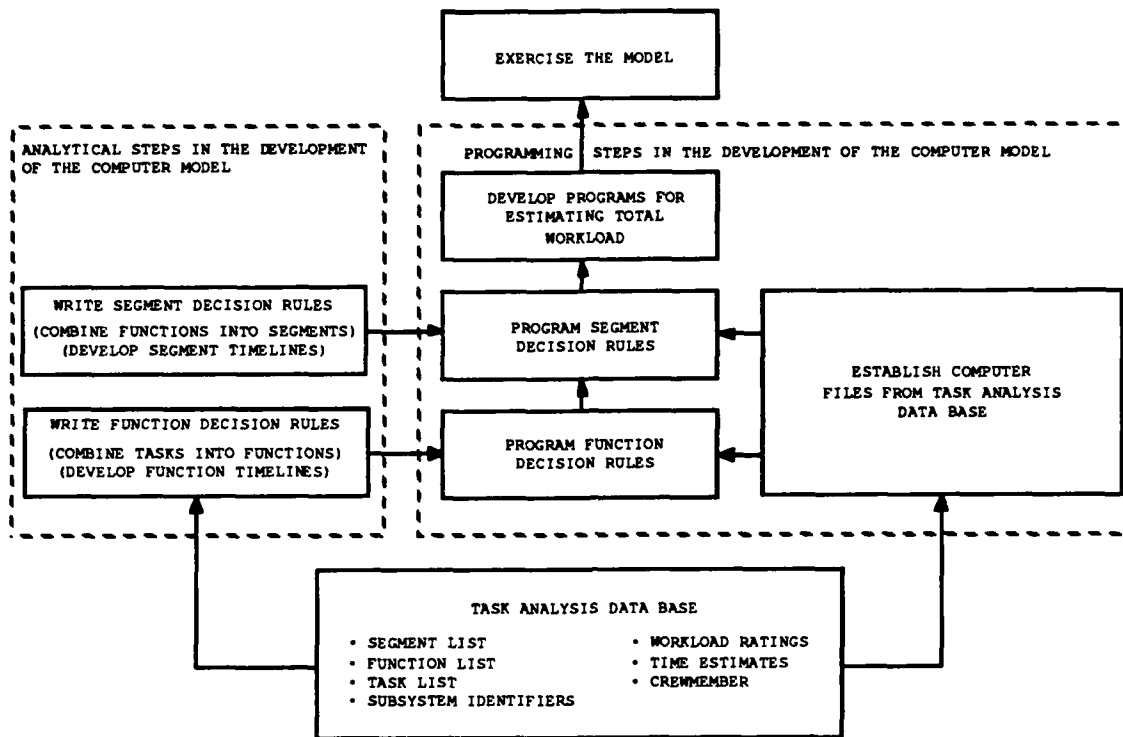 EXERCISE THE MODEL
ANALYTICAL STEPS IN THE DEVELOPMENT
OF THE COMPUTER MODEL
PROGRAMMING STEPS IN THE DEVELOPMENT OF THE COMPUTER MODEL
DEVELOP PROGRAMS FOR
ESTIMATING TOTAL
WORKLOAD
WRITE SEGMENT DECISION RULES
(COMBINE FUNCTIONS INTO SEGMENTS)
(DEVELOP SEGMENT TIMELINES)
PROGRAM SEGMENT
DECISION RULES
ESTABLISH COMPUTER
FILES FROM TASK ANALYSIS
DATA BASE
WRITE FUNCTION DECISION RULES
(COMBINE TASKS INTO FUNCTIONS)
(DEVELOP FUNCTION TIMELINES)
PROGRAM FUNCTION
DECISION RULES
TASK ANALYSIS DATA BASE
• SEGMENT LIST
• FUNCTION LIST
• TASK LIST
• SUBSYSTEM IDENTIFIERS
• WORKLOAD RATINGS
• TIME ESTIMATES
• CREWMEMBER